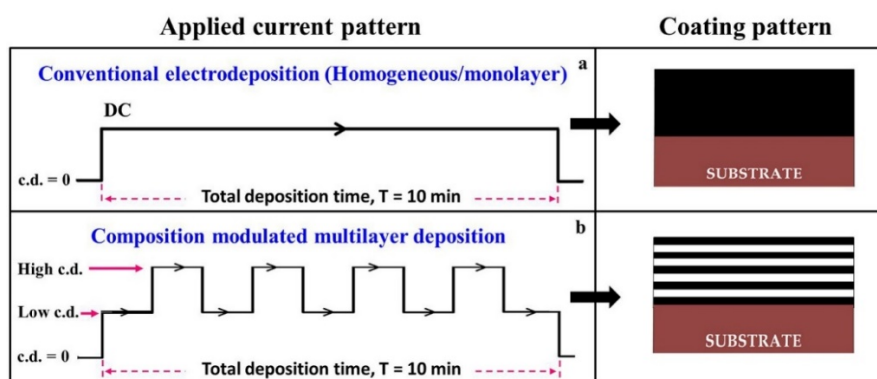 Applied current pattern
Coating pattern
Conventional electrodeposition (Homogeneous/monolayer)
a
DC
c.d. = 0
Total deposition time, T = 10 min
SUBSTRATE
Composition modulated multilayer deposition
b
High c.d.
Low c.d.
c.d. = 0
Total deposition time, T = 10 min
SUBSTRATE